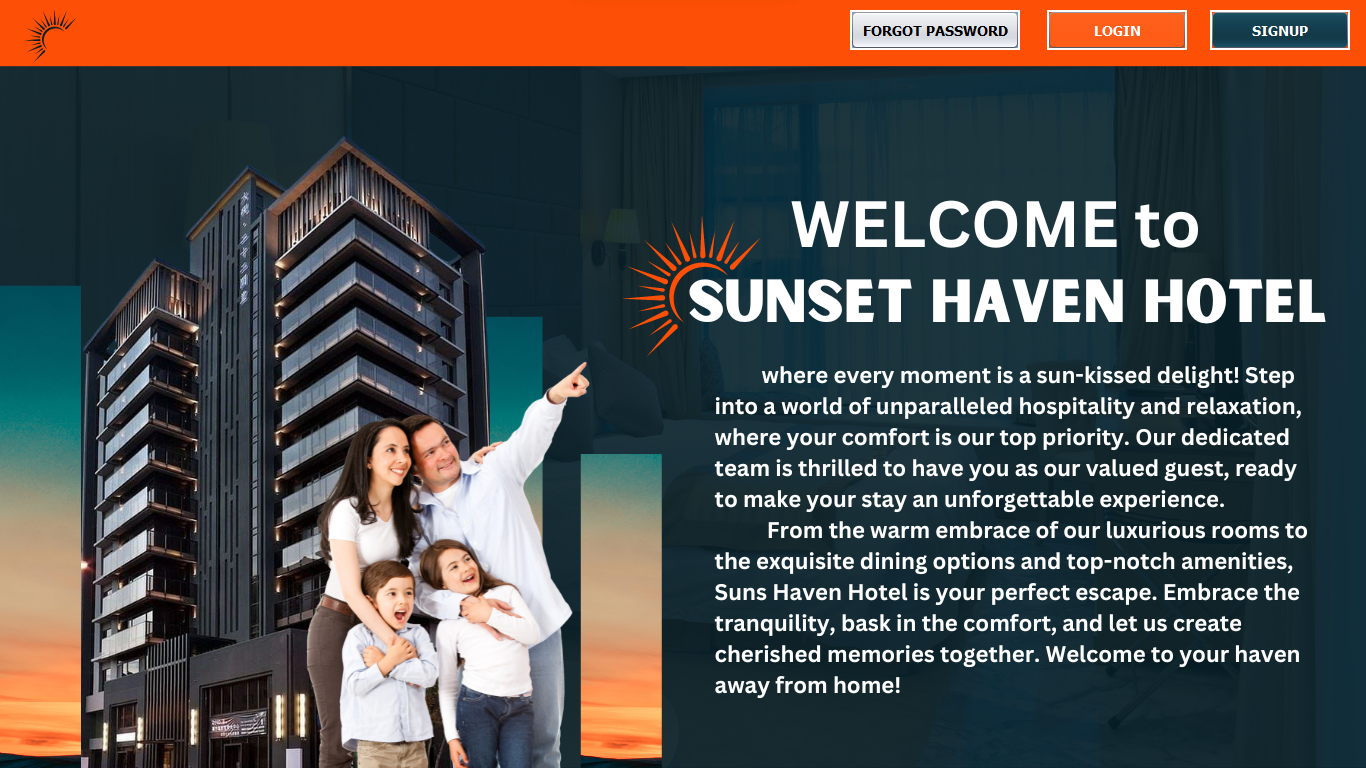 FORGOT PASSWORD
LOGIN
SIGNUP
WELCOME to
SUNSET HAVEN HOTEL
where every moment is a sun-kissed delight! Step
into a world of unparalleled hospitality and relaxation,
where your comfort is our top priority. Our dedicated
team is thrilled to have you as our valued guest, ready
to make your stay an unforgettable experience.
From the warm embrace of our luxurious rooms to
the exquisite dining options and top-notch amenities,
Suns Haven Hotel is your perfect escape. Embrace the
tranquility, bask in the comfort, and let us create
cherished memories together. Welcome to your haven
away from home!